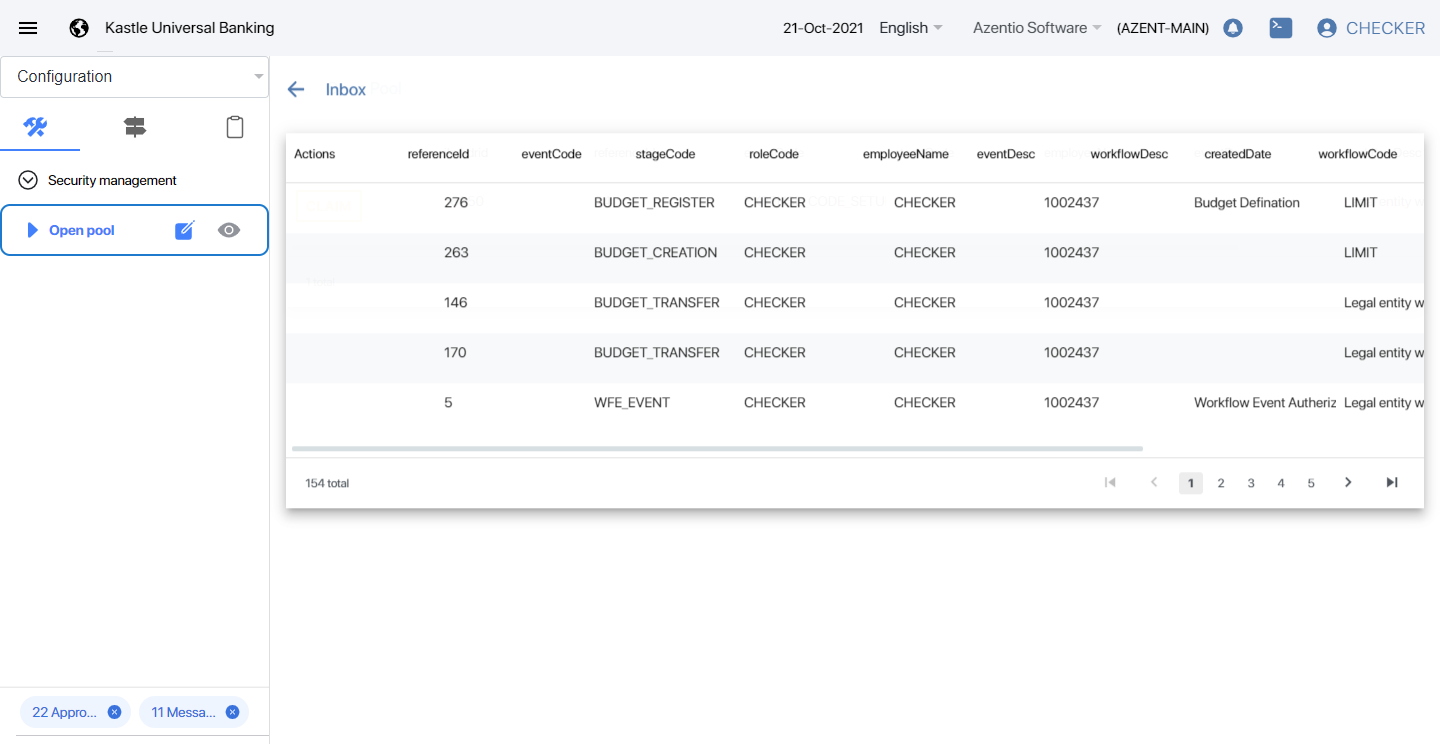 Kastle Universal Banking 21-Oct-2021 English Azentio Software (AZENT-MAIN) CHECKER
Configuration
Inbox
Security management
Open pool
Actions referenceId eventCode stageCode roleCode employeeName eventDesc workflowDesc createdDate workflowCode
276 BUDGET_REGISTER CHECKER CHECKER 1002437 Budget Defination LIMIT
263 BUDGET_CREATION CHECKER CHECKER 1002437 LIMIT
146 BUDGET_TRANSFER CHECKER CHECKER 1002437 Legal entity w
170 BUDGET_TRANSFER CHECKER CHECKER 1002437 Legal entity w
5 WFE_EVENT CHECKER CHECKER 1002437 Workflow Event Autheriz Legal entity w
154 total 1 2 3 4 5
22 Appro... 11 Messa...